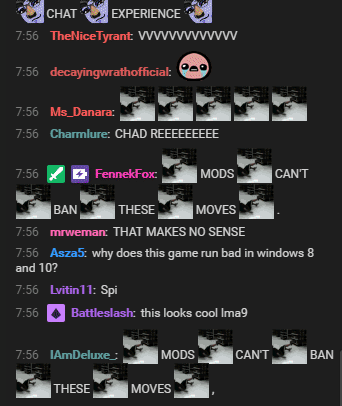 CHAT EXPERIENCE
7:56 TheNiceTyrant: VVVVVVVVVVVVV
7:56 decayingwrathofficial:
7:56 Ms_Danara:
7:56 Charmlure: CHAD REEEEEEEEE
7:56 FennekFox: MODS CAN'T
BAN THESE MOVES .
7:56 mrweman: THAT MAKES NO SENSE
7:56 Asza5: why does this game run bad in windows 8
and 10?
7:56 Lvitin11: Spi
7:56 Battleslash: this looks cool lma9
7:56 IAmDeluxe_: MODS CAN'T BAN
THESE MOVES ,